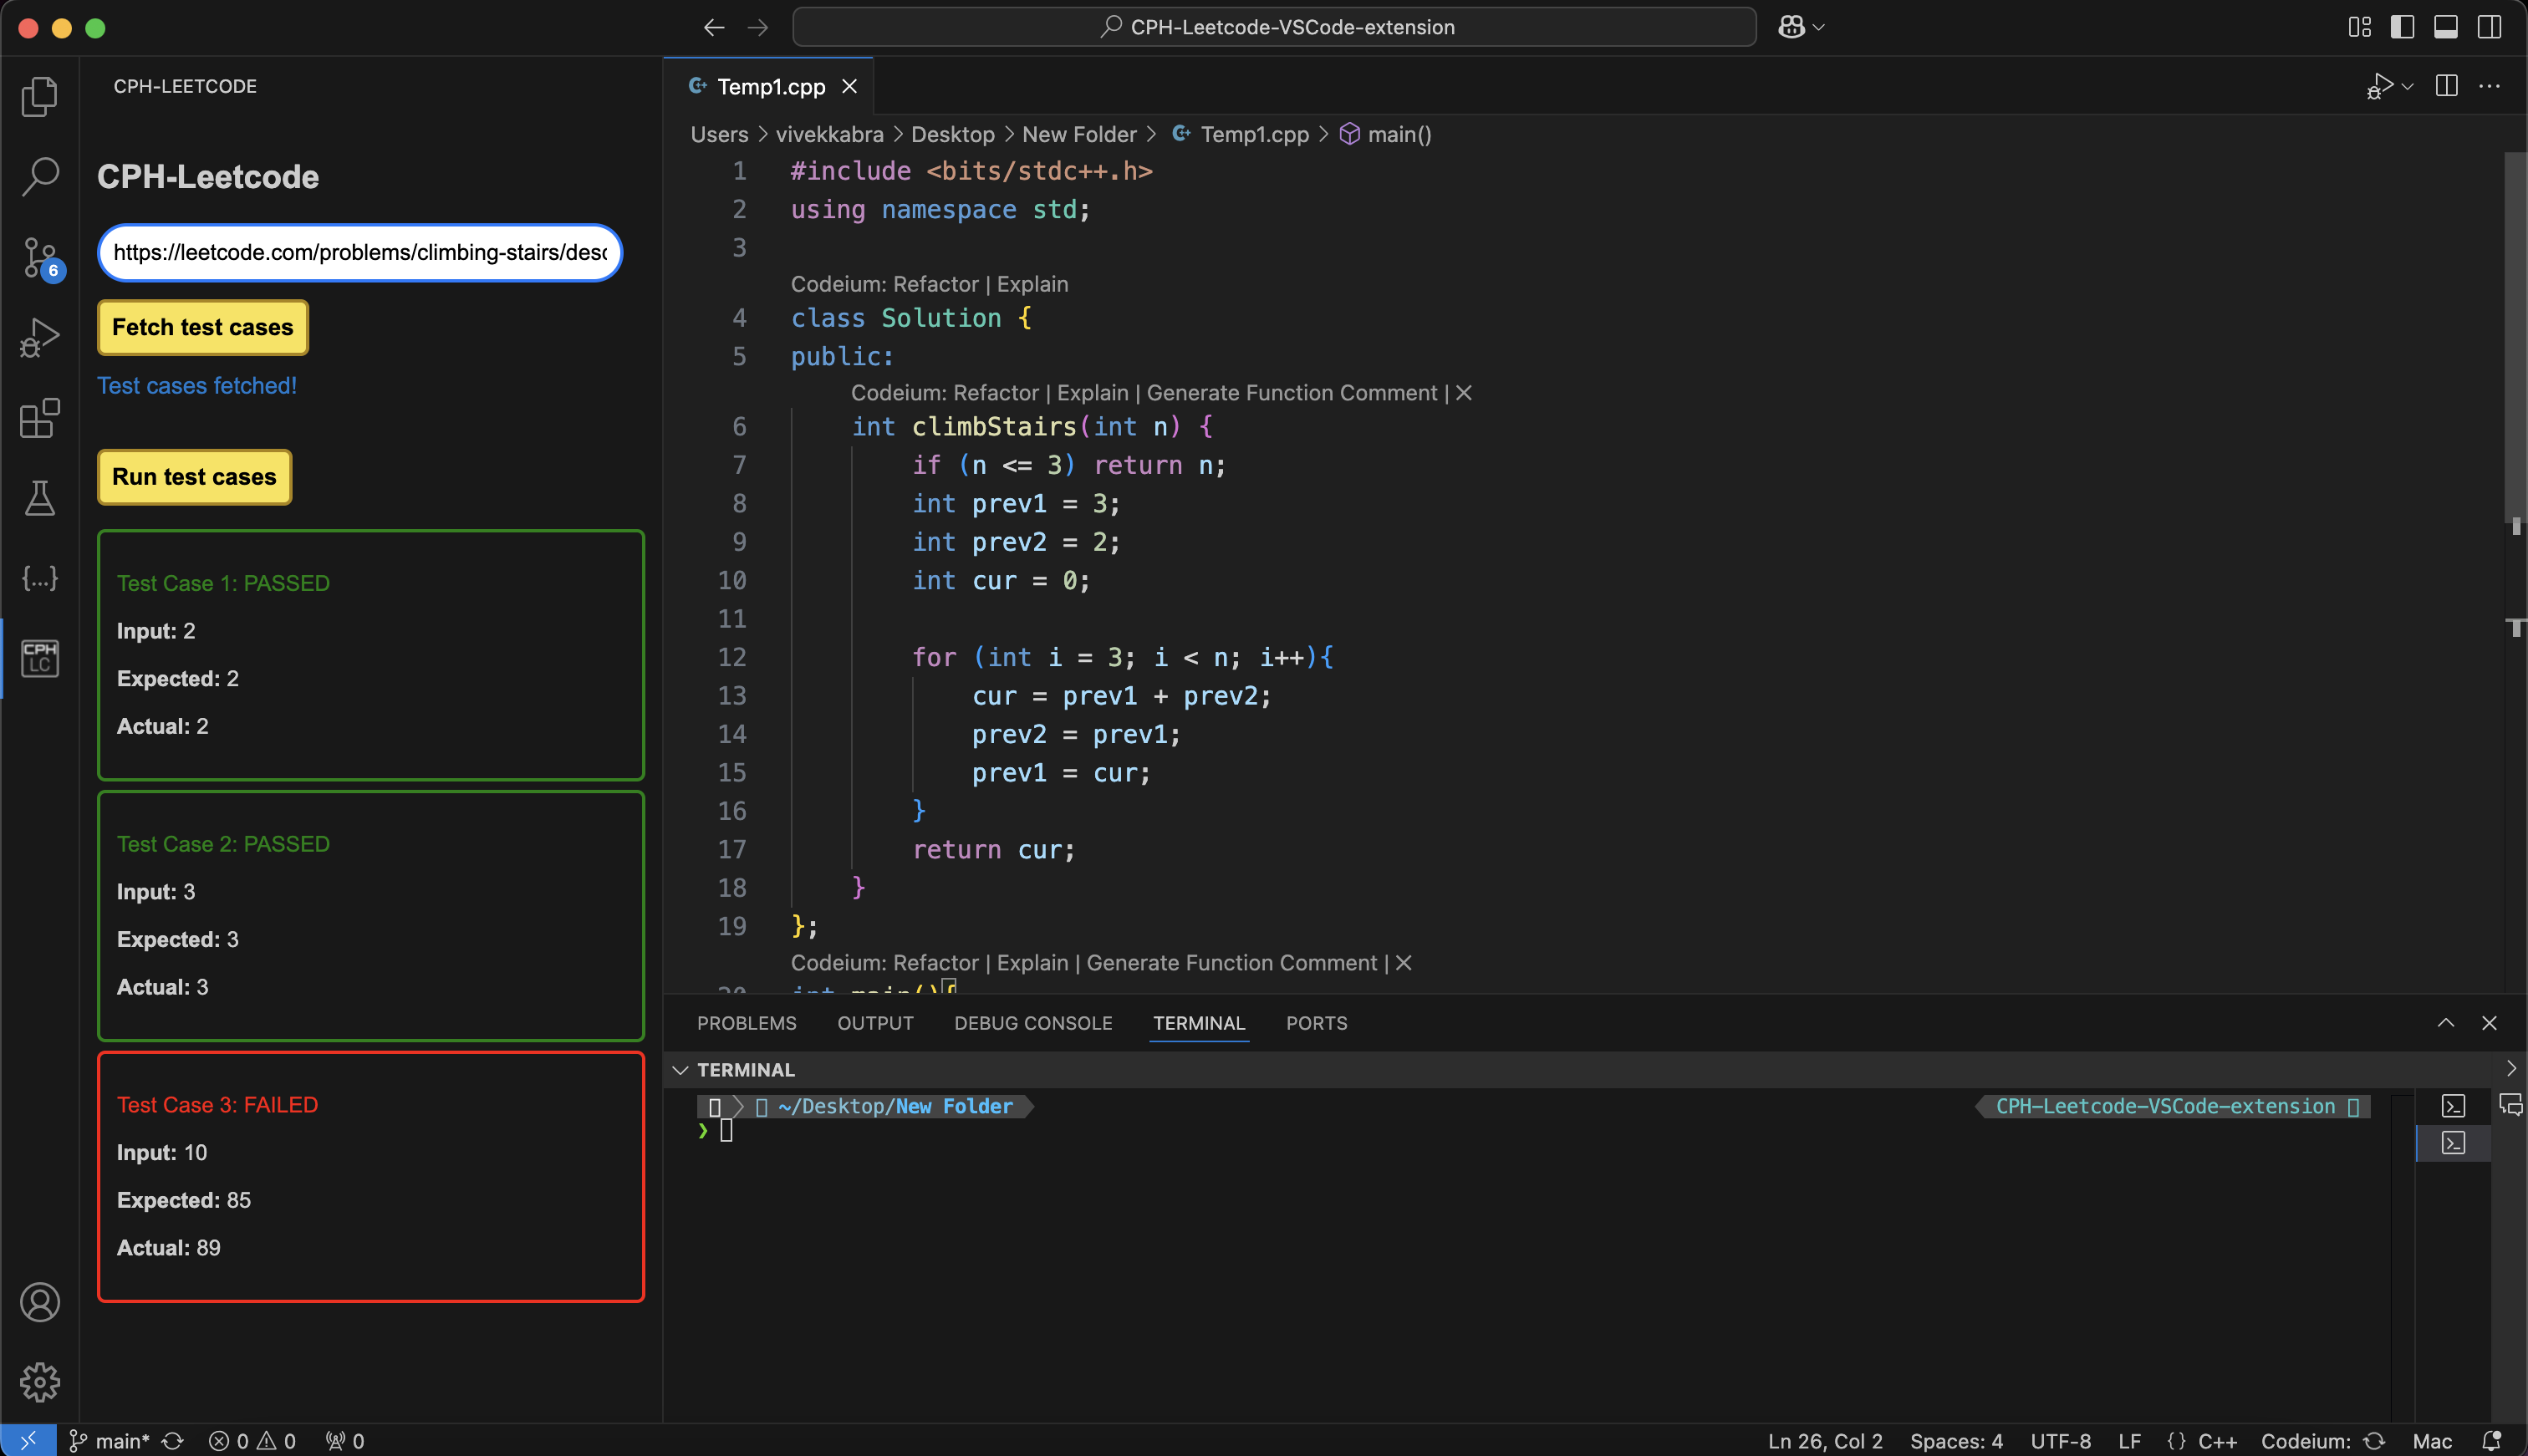 CPH-Leetcode-VSCode-extension
CPH-LEETCODE
CPH-Leetcode
https://leetcode.com/problems/climbing-stairs/desc
Fetch test cases
Test cases fetched!
Run test cases
Test Case 1: PASSED
Input: 2
Expected: 2
Actual: 2
Test Case 2: PASSED
Input: 3
Expected: 3
Actual: 3
Test Case 3: FAILED
Input: 10
Expected: 85
Actual: 89
6
{...}
CPH
LC
Temp1.cpp
Users > vivekkabra > Desktop > New Folder > Temp1.cpp > main()
1 #include <bits/stdc++.h>
2 using namespace std;
3
Codeium: Refactor | Explain
4 class Solution {
5 public:
Codeium: Refactor | Explain | Generate Function Comment | ×
6 int climbStairs(int n) {
7 if (n <= 3) return n;
8 int prev1 = 3;
9 int prev2 = 2;
10 int cur = 0;
11
12 for (int i = 3; i < n; i++){
13 cur = prev1 + prev2;
14 prev2 = prev1;
15 prev1 = cur;
16 }
17 return cur;
18 }
19 };
Codeium: Refactor | Explain | Generate Function Comment | ×
20 int main(){
PROBLEMS OUTPUT DEBUG CONSOLE TERMINAL PORTS
TERMINAL
~/Desktop/New Folder CPH-Leetcode-VSCode-extension
❯
main* 0 0 0 Ln 26, Col 2 Spaces: 4 UTF-8 LF {} C++ Codeium: Mac